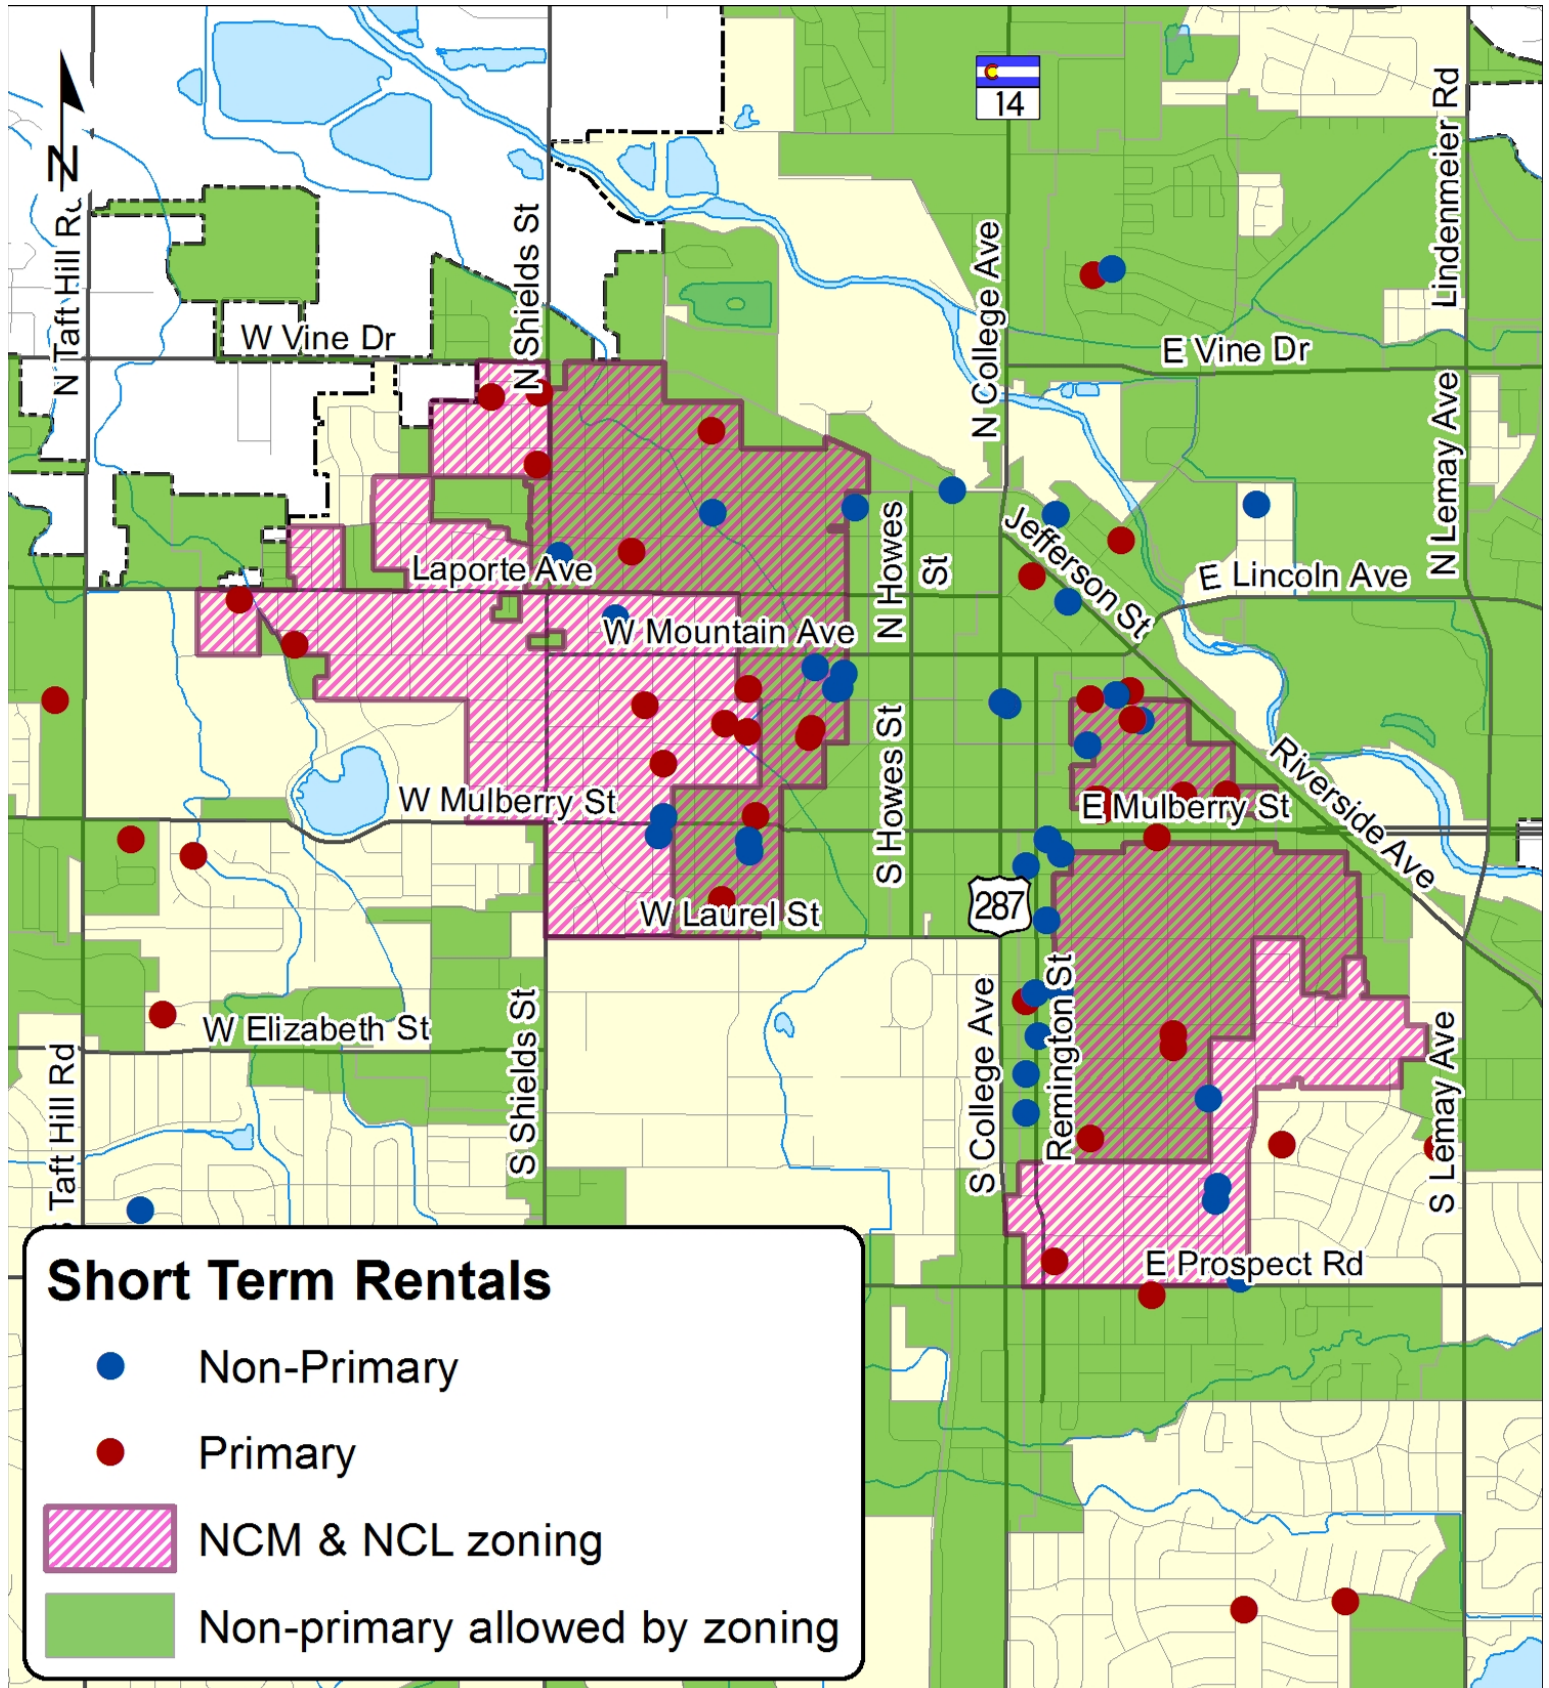 14
N Taft Hill Rd
N
N Shields St
N College Ave
Lindenmeier Rd
W Vine Dr
E Vine Dr
N Lemay Ave
N Howes
St
Jefferson St
Laporte Ave
E Lincoln Ave
W Mountain Ave
S Howes St
Riverside Ave
W Mulberry St
E Mulberry St
W Laurel St
287
Remington St
S College Ave
S Shields St
W Elizabeth St
S Lemay Ave
S Taft Hill Rd
E Prospect Rd
Short Term Rentals
Non-Primary
Primary
NCM & NCL zoning
Non-primary allowed by zoning